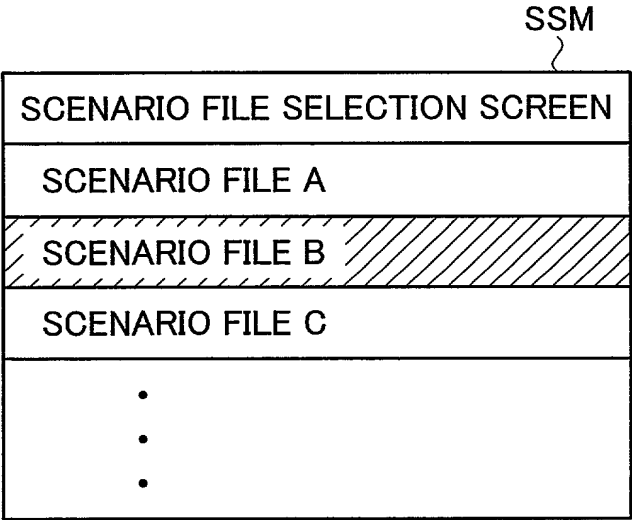 SSM
SCENARIO FILE SELECTION SCREEN
SCENARIO FILE A
SCENARIO FILE B
SCENARIO FILE C